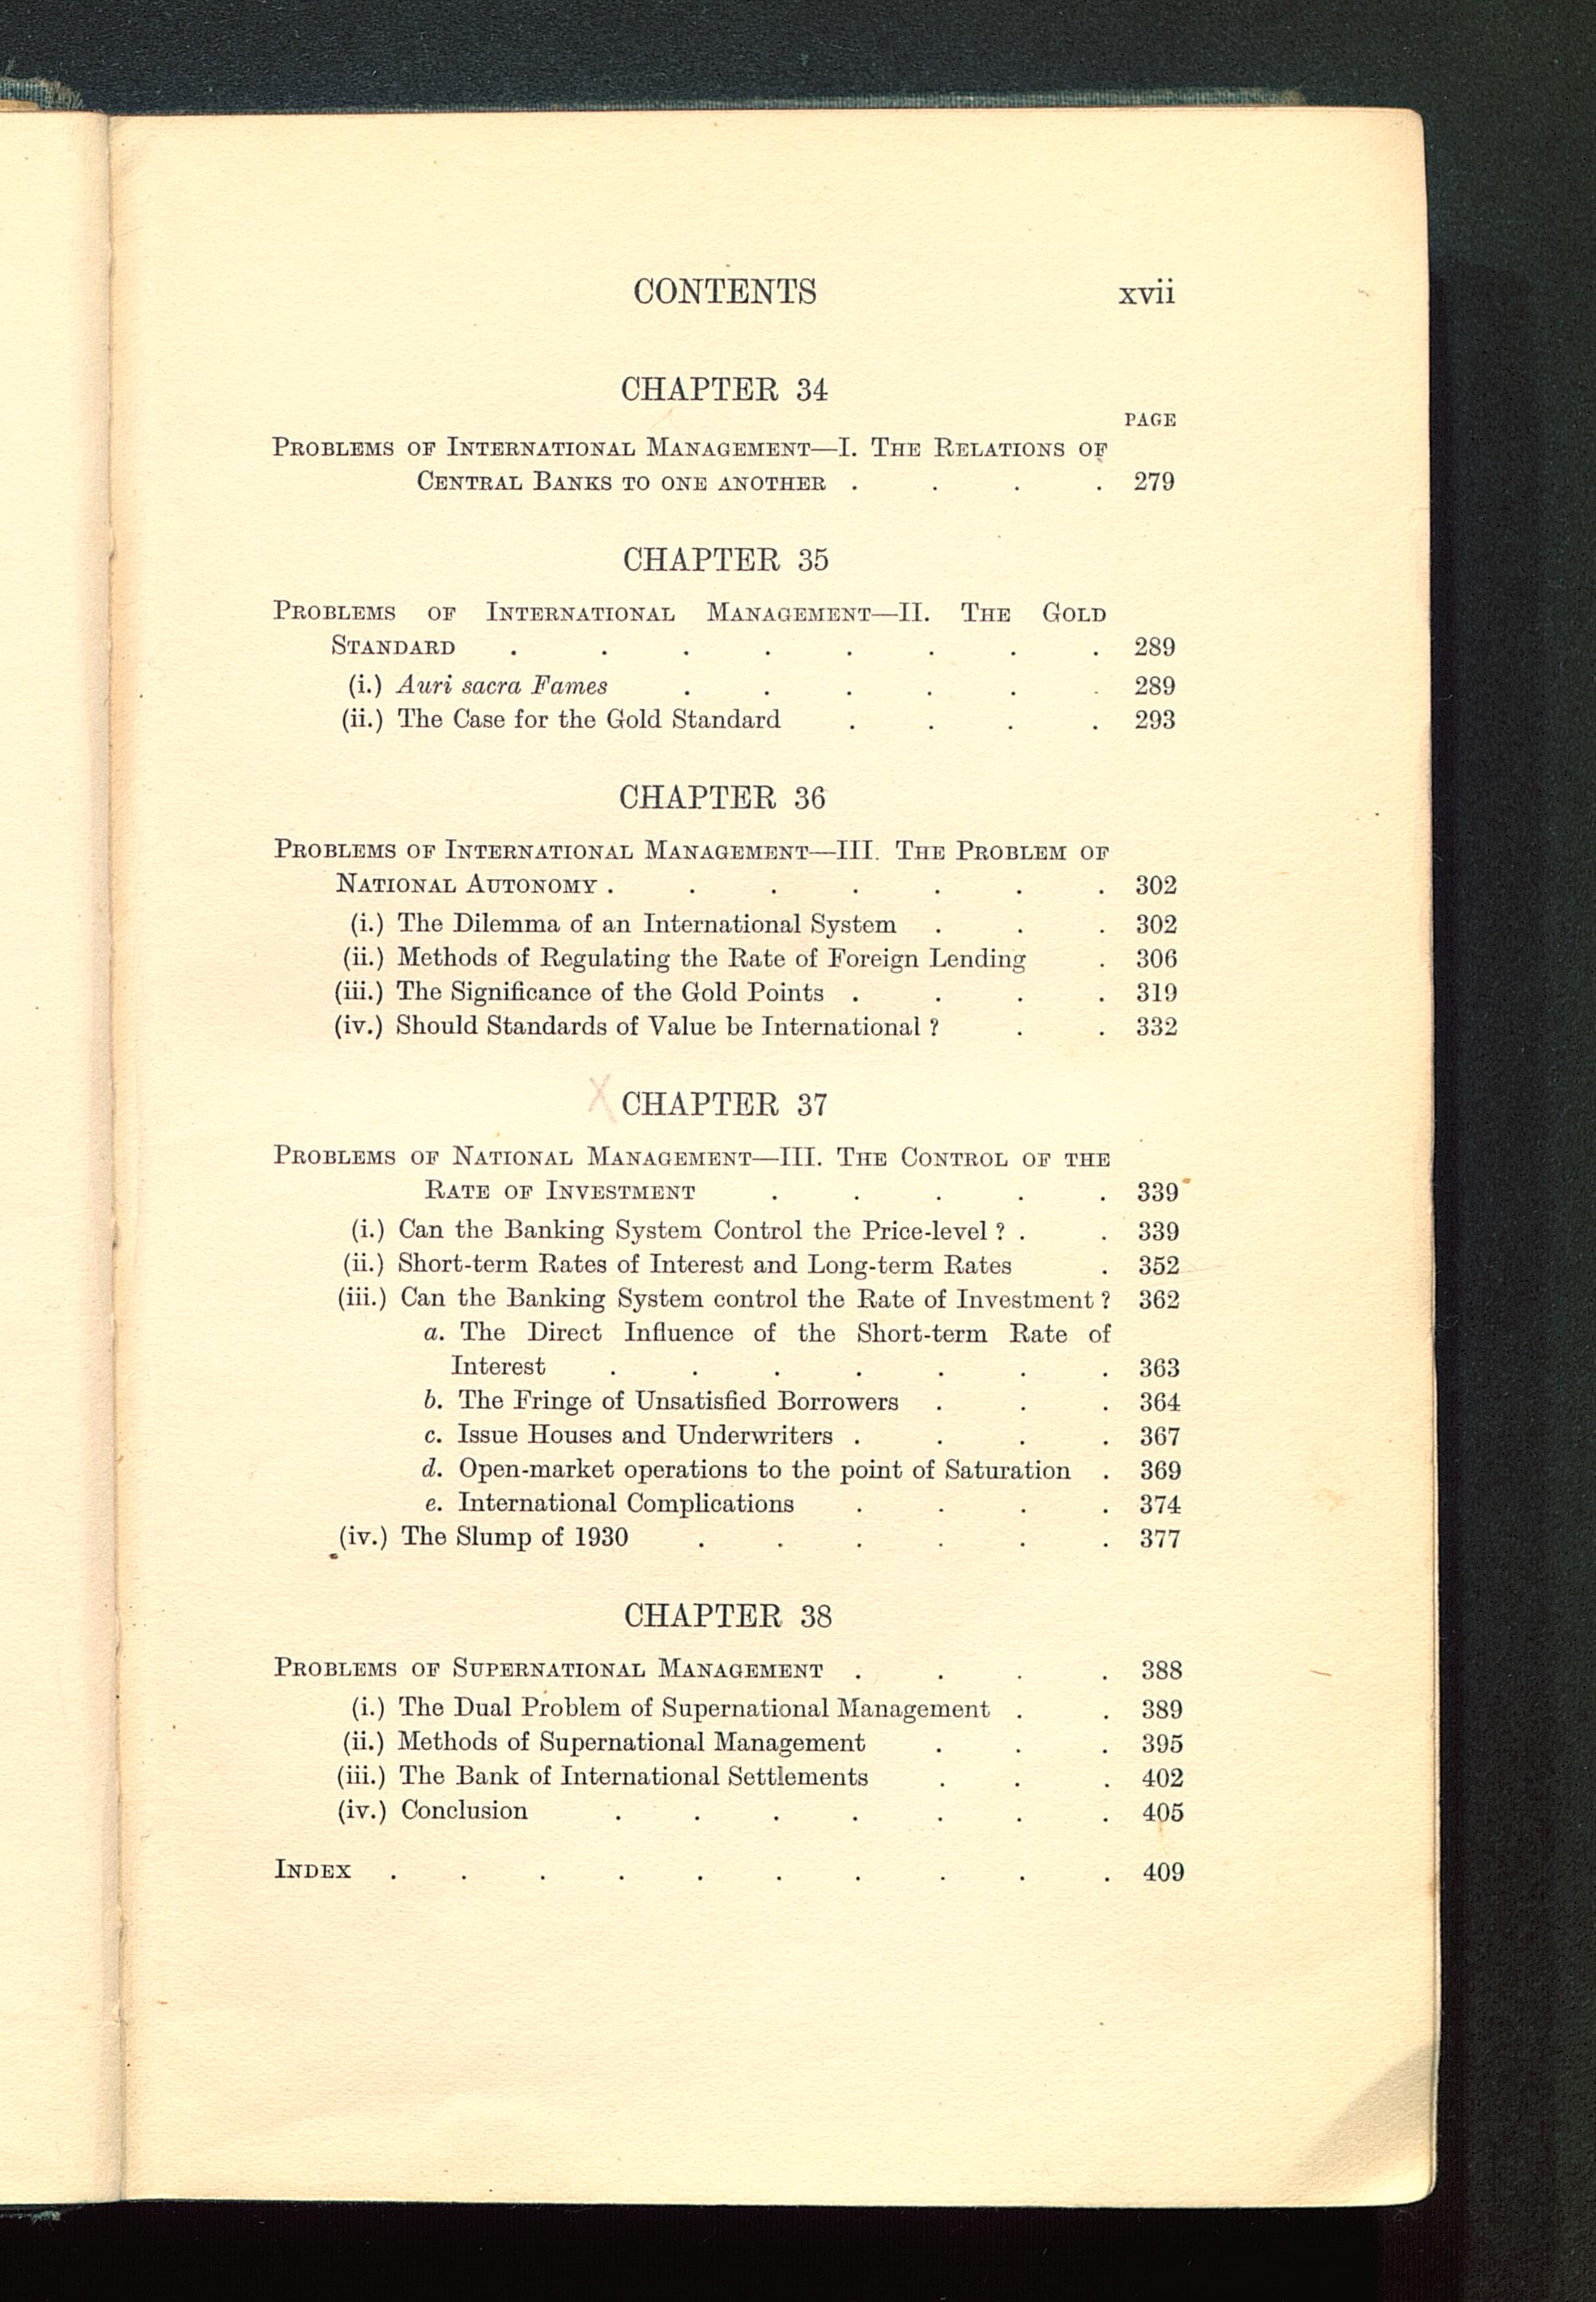 CONTENTS xvii
CHAPTER 34
PAGE
PROBLEMS OF INTERNATIONAL MANAGEMENT—I. THE RELATIONS OF
CENTRAL BANKS TO ONE ANOTHER . . . . 279
CHAPTER 35
PROBLEMS OF INTERNATIONAL MANAGEMENT—II. THE GOLD
STANDARD . . . . . . . . 289
(i.) Auri sacra Fames . . . . . . 289
(ii.) The Case for the Gold Standard . . . . 293
CHAPTER 36
PROBLEMS OF INTERNATIONAL MANAGEMENT—III. THE PROBLEM OF
NATIONAL AUTONOMY . . . . . . . 302
(i.) The Dilemma of an International System . . . 302
(ii.) Methods of Regulating the Rate of Foreign Lending . 306
(iii.) The Significance of the Gold Points . . . . 319
(iv.) Should Standards of Value be International ? . . 332
X CHAPTER 37
PROBLEMS OF NATIONAL MANAGEMENT—III. THE CONTROL OF THE
RATE OF INVESTMENT . . . . . 339
(i.) Can the Banking System Control the Price-level ? . . 339
(ii.) Short-term Rates of Interest and Long-term Rates . 352
(iii.) Can the Banking System control the Rate of Investment ? 362
a. The Direct Influence of the Short-term Rate of
Interest . . . . . . . 363
b. The Fringe of Unsatisfied Borrowers . . . 364
c. Issue Houses and Underwriters . . . . 367
d. Open-market operations to the point of Saturation . 369
e. International Complications . . . . 374
(iv.) The Slump of 1930 . . . . . . 377
CHAPTER 38
PROBLEMS OF SUPERNATIONAL MANAGEMENT . . . . 388
(i.) The Dual Problem of Supernational Management . . 389
(ii.) Methods of Supernational Management . . . 395
(iii.) The Bank of International Settlements . . . 402
(iv.) Conclusion . . . . . . . 405
INDEX . . . . . . . . . . 409